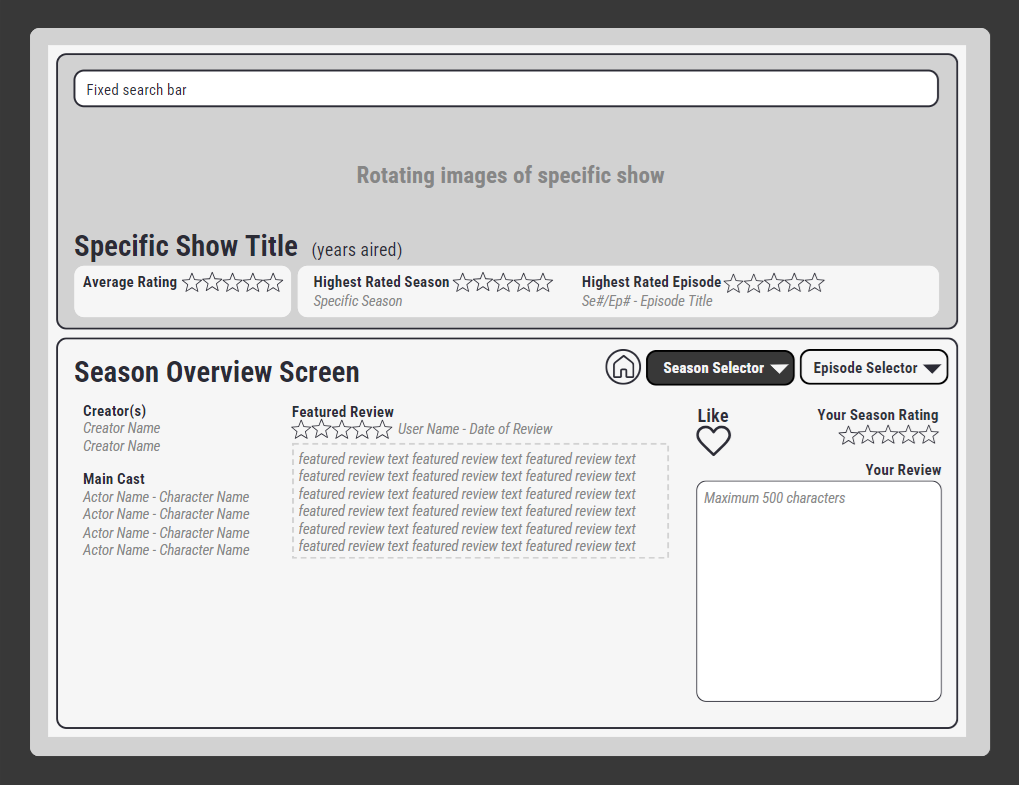 Fixed search bar
Rotating images of specific show
Specific Show Title (years aired)
Average Rating
Highest Rated Season
Specific Season
Highest Rated Episode
Se#/Ep# - Episode Title
Season Overview Screen
Season Selector
Episode Selector
Creator(s)
Creator Name
Creator Name
Main Cast
Actor Name - Character Name
Actor Name - Character Name
Actor Name - Character Name
Actor Name - Character Name
Featured Review
User Name - Date of Review
featured review text featured review text featured review text
featured review text featured review text featured review text
featured review text featured review text featured review text
featured review text featured review text featured review text
featured review text featured review text featured review text
featured review text featured review text featured review text
Like
Your Season Rating
Your Review
Maximum 500 characters